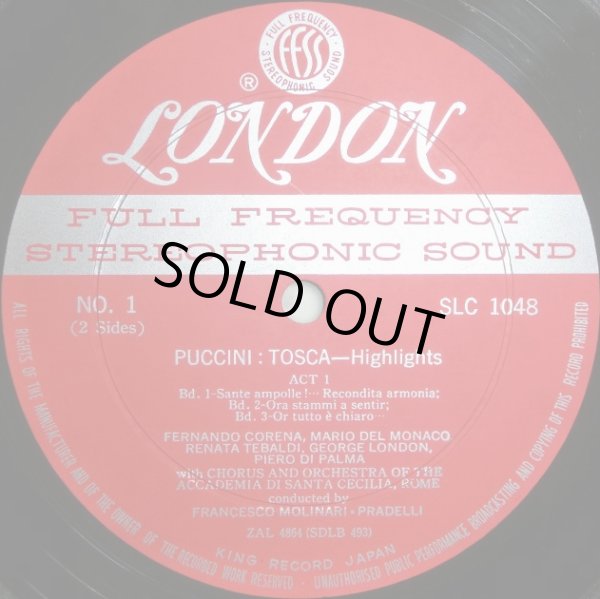 FULL FREQUENCY
FFSS
STEREOPHONIC SOUND
®
LONDON
FULL FREQUENCY
STEREOPHONIC SOUND
SOLD OUT
NO. 1
(2 Sides)
SLC 1048
PUCCINI : TOSCA—Highlights
ACT 1
Bd. 1-Sante ampolle!… Recondita armonia;
Bd. 2-Ora stammi a sentir;
Bd. 3-Or tutto è chiaro…
FERNANDO CORENA, MARIO DEL MONACO
RENATA TEBALDI, GEORGE LONDON,
PIERO DI PALMA
with CHORUS AND ORCHESTRA OF THE
ACCADEMIA DI SANTA CECILIA, ROME
conducted by
FRANCESCO MOLINARI-PRADELLI
ZAL 4864 (SDLB 493)
KING RECORD JAPAN
ALL RIGHTS OF THE MANUFACTURER AND OF THE OWNER OF THE RECORDED WORK RESERVED · UNAUTHORISED PUBLIC PERFORMANCE BROADCASTING AND COPYING OF THIS RECORD PROHIBITED